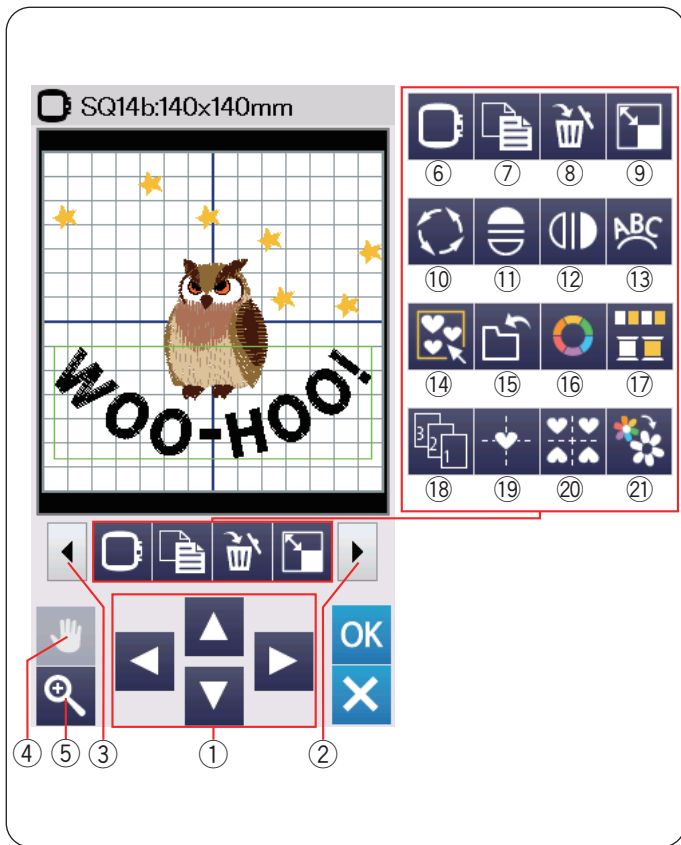 SQ14b:140x140mm
⑥ ⑦ ⑧ ⑨
ABC
⑩ ⑪ ⑫ ⑬
WOO-HOO!
⑭ ⑮ ⑯ ⑰
3 2 1
⑱ ⑲ ⑳ ㉑
OK
④ ⑤ ③ ① ②